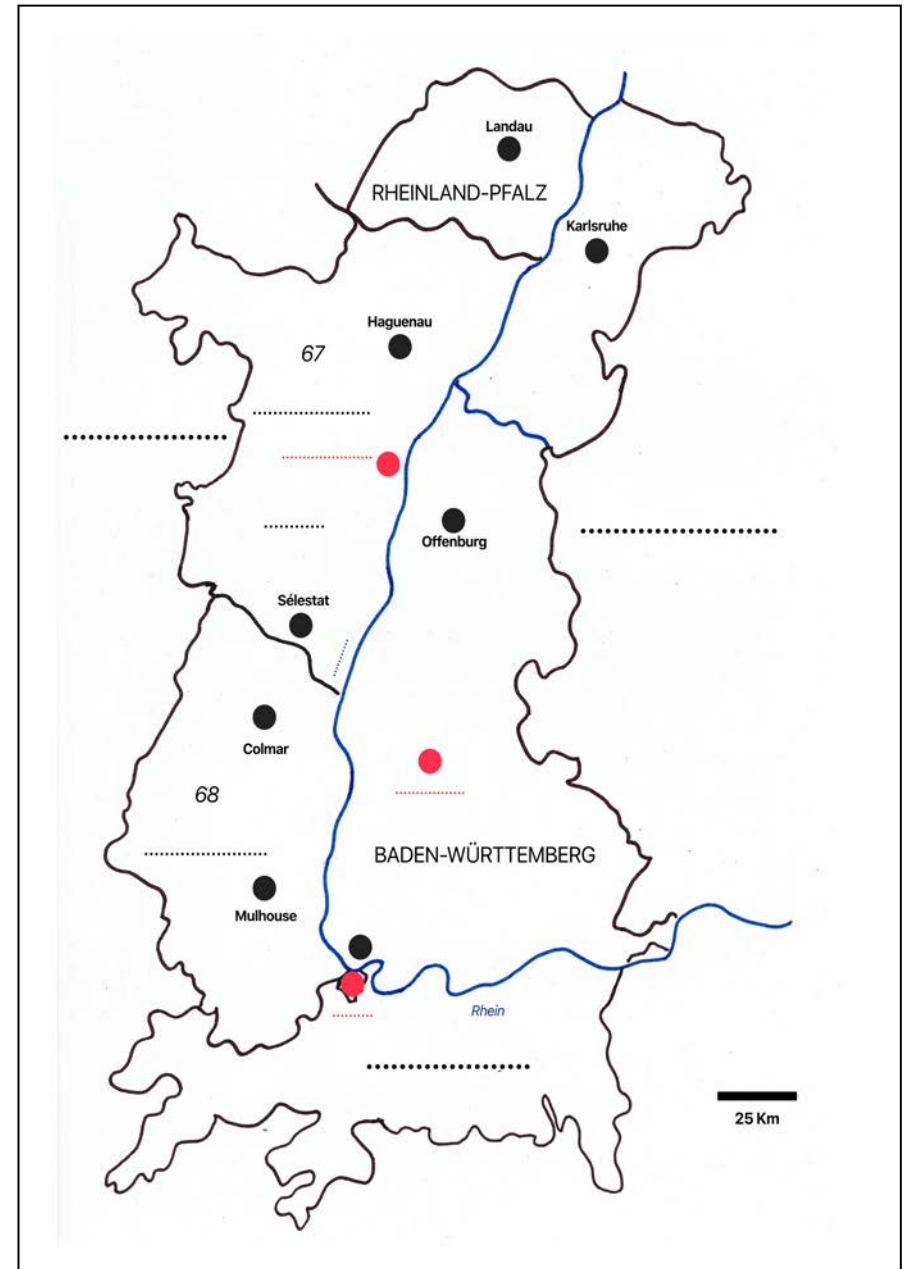 Landau
RHEINLAND-PFALZ
Karlsruhe
Haguenau
67
Offenburg
Sélestat
Colmar
68
BADEN-WÜRTTEMBERG
Mulhouse
Rhein
25 Km